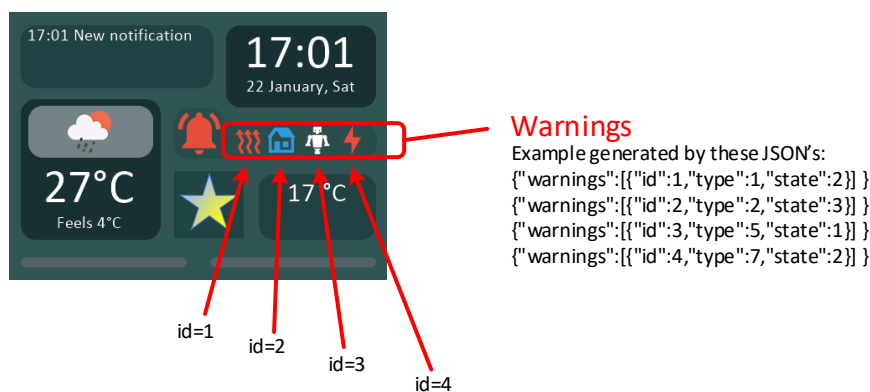 17:01 New notification
17:01
22 January, Sat
27°C
Feels 4°C
17°C
Warnings
Example generated by these JSON's:
{"warnings":[{"id":1,"type":1,"state":2}] }
{"warnings":[{"id":2,"type":2,"state":3}] }
{"warnings":[{"id":3,"type":5,"state":1}] }
{"warnings":[{"id":4,"type":7,"state":2}] }
id=1
id=2
id=3
id=4